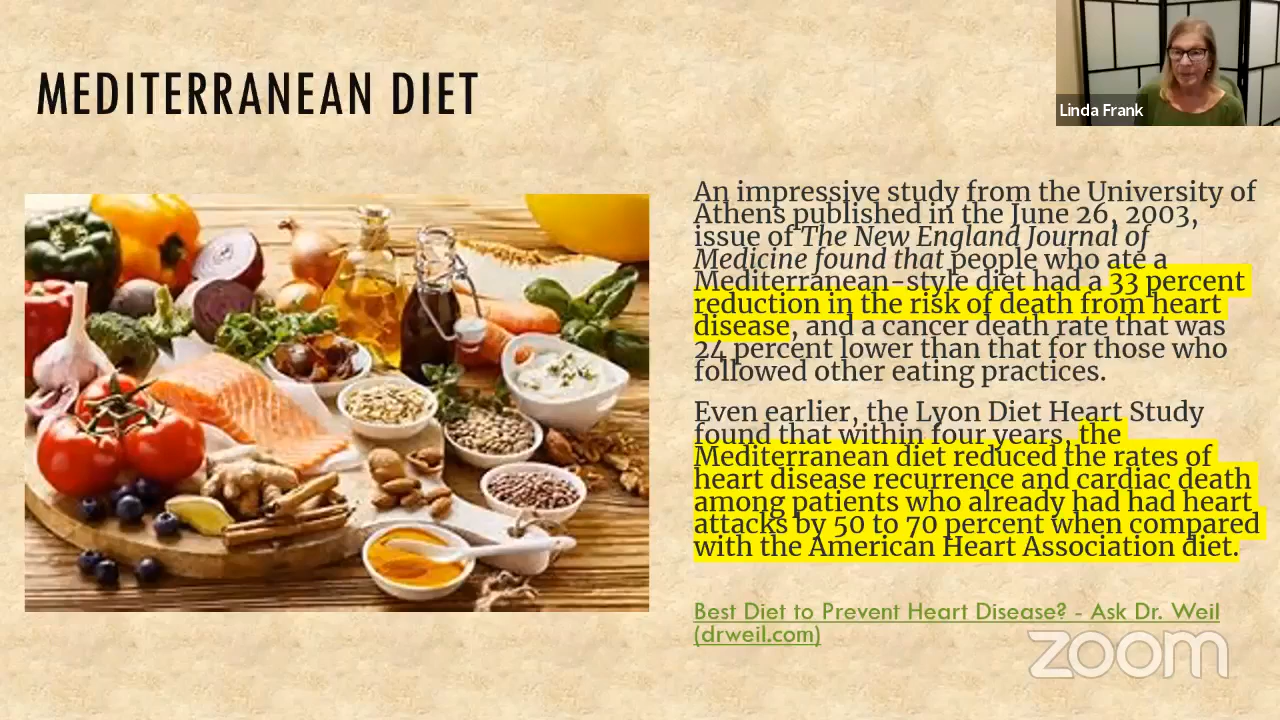 MEDITERRANEAN DIET
Linda Frank
An impressive study from the University of
Athens published in the June 26, 2003,
issue of The New England Journal of
Medicine found that people who ate a
Mediterranean-style diet had a 33 percent
reduction in the risk of death from heart
disease, and a cancer death rate that was
24 percent lower than that for those who
followed other eating practices.
Even earlier, the Lyon Diet Heart Study
found that within four years, the
Mediterranean diet reduced the rates of
heart disease recurrence and cardiac death
among patients who already had had heart
attacks by 50 to 70 percent when compared
with the American Heart Association diet.
Best Diet to Prevent Heart Disease? - Ask Dr. Weil
(drweil.com)
zoom